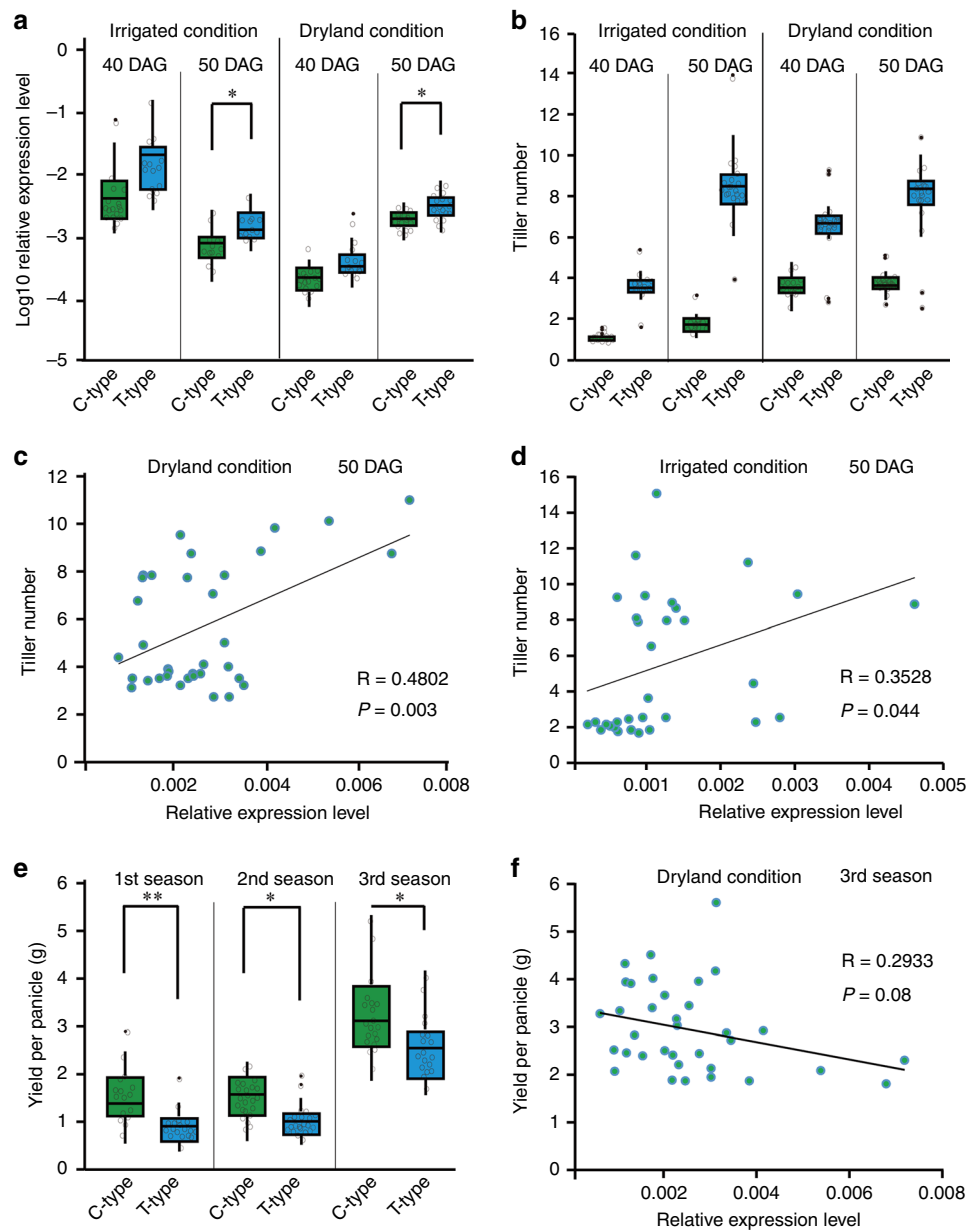 a
Irrigated condition Dryland condition
40 DAG 50 DAG 40 DAG 50 DAG
* *
0
–1
–2
–3
–4
–5
Log10 relative expression level
C-type T-type C-type T-type C-type T-type C-type T-type
b
Irrigated condition Dryland condition
40 DAG 50 DAG 40 DAG 50 DAG
16
14
12
10
8
6
4
2
0
Tiller number
C-type T-type C-type T-type C-type T-type C-type T-type
c
Dryland condition 50 DAG
12
10
8
6
4
2
0
Tiller number
R = 0.4802
P = 0.003
0.002 0.004 0.006 0.008
Relative expression level
d
Irrigated condition 50 DAG
16
14
12
10
8
6
4
2
0
Tiller number
R = 0.3528
P = 0.044
0.001 0.002 0.003 0.004 0.005
Relative expression level
e
1st season 2nd season 3rd season
** * *
6
5
4
3
2
1
0
Yield per panicle (g)
C-type T-type C-type T-type C-type T-type
f
Dryland condition 3rd season
6
5
4
3
2
1
0
Yield per panicle (g)
R = 0.2933
P = 0.08
0.002 0.004 0.006 0.008
Relative expression level